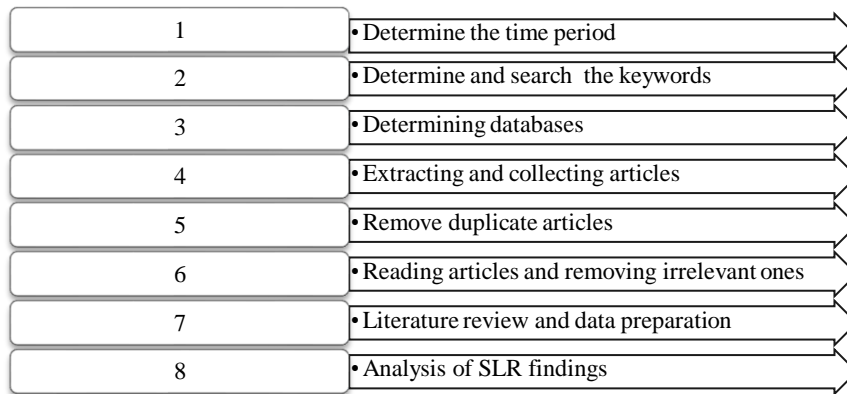 1
• Determine the time period
2
• Determine and search the keywords
3
• Determining databases
4
• Extracting and collecting articles
5
• Remove duplicate articles
6
• Reading articles and removing irrelevant ones
7
• Literature review and data preparation
8
• Analysis of SLR findings